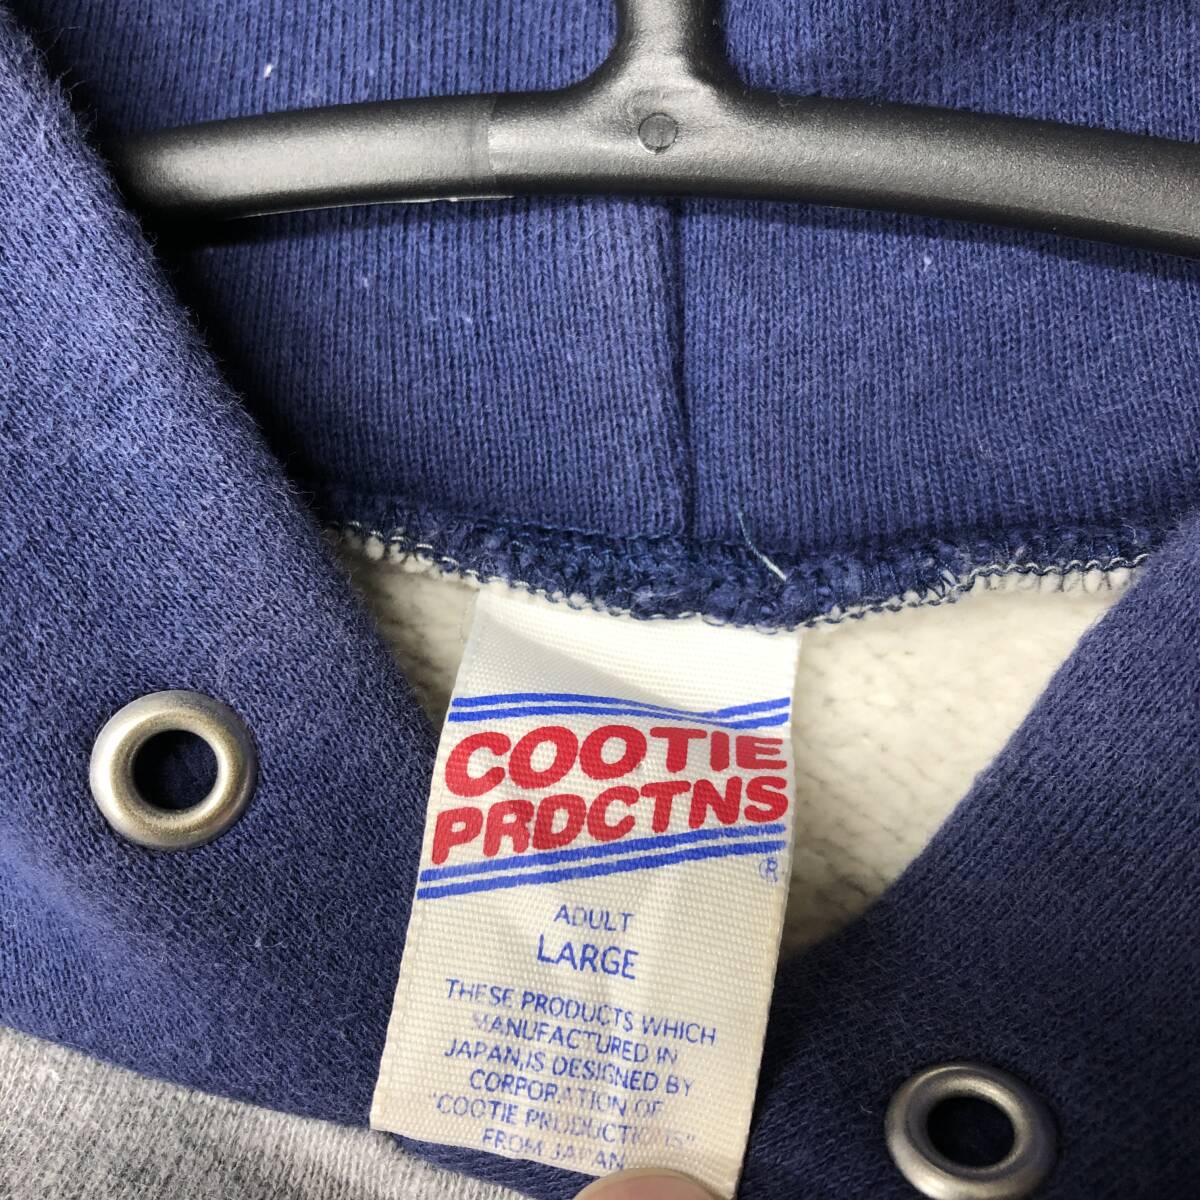 COOTIE
PRDCTNS
®
ADULT
LARGE
THESE PRODUCTS WHICH
MANUFACTURED IN
JAPAN,IS DESIGNED BY
CORPORATION OF
"COOTIE PRODUCTIONS"
FROM JAPAN